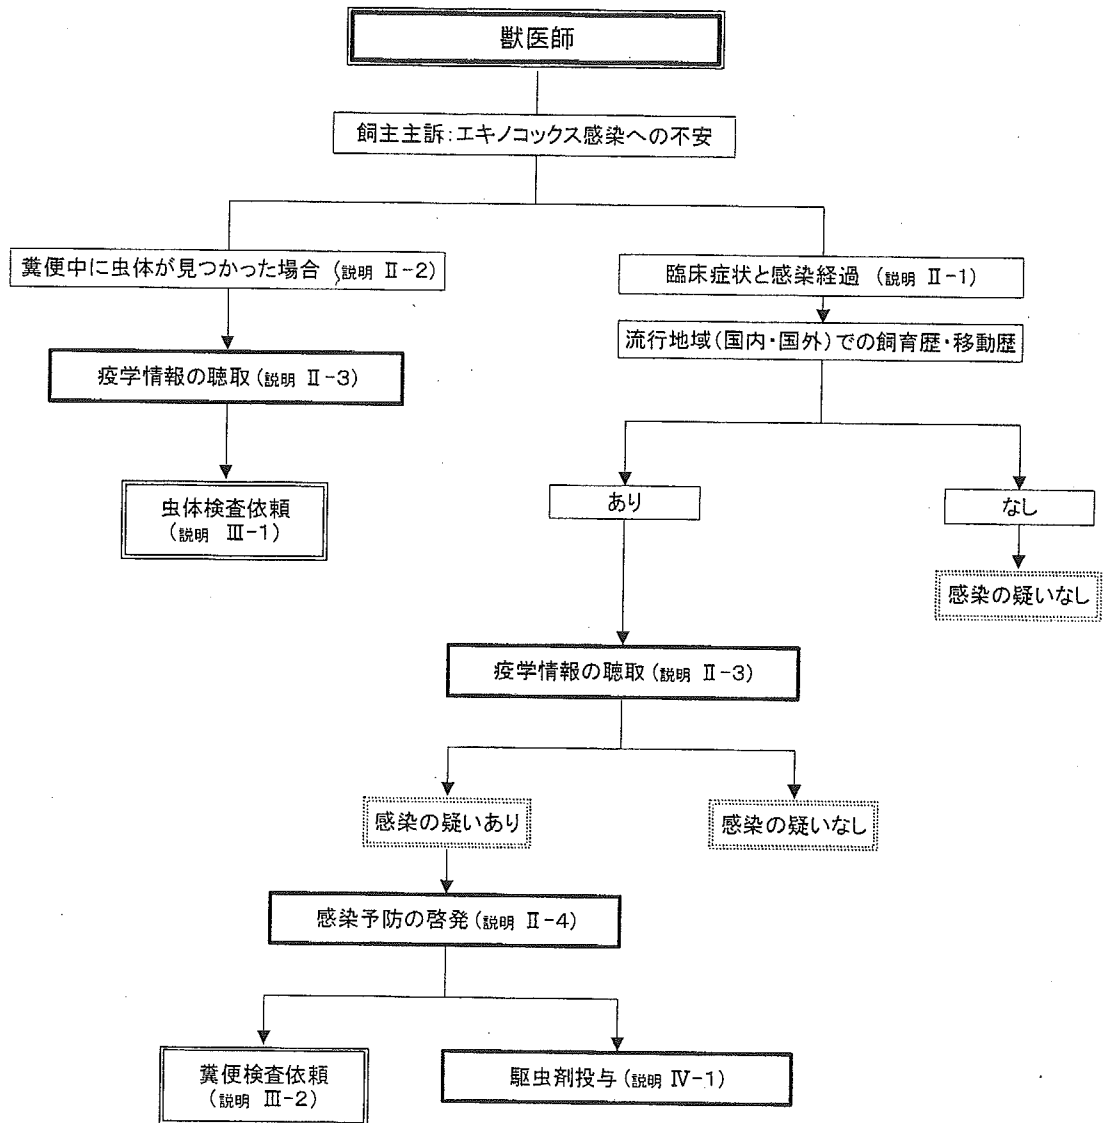 獣医師
飼主主訴:エキノコックス感染への不安
糞便中に虫体が見つかった場合 (説明 Ⅱ-2)
臨床症状と感染経過 (説明 Ⅱ-1)
流行地域(国内・国外)での飼育歴・移動歴
疫学情報の聴取(説明 Ⅱ-3)
虫体検査依頼
(説明 Ⅲ-1)
あり
なし
感染の疑いなし
疫学情報の聴取(説明 Ⅱ-3)
感染の疑いあり
感染の疑いなし
感染予防の啓発(説明 Ⅱ-4)
糞便検査依頼
(説明 Ⅲ-2)
駆虫剤投与(説明 Ⅳ-1)